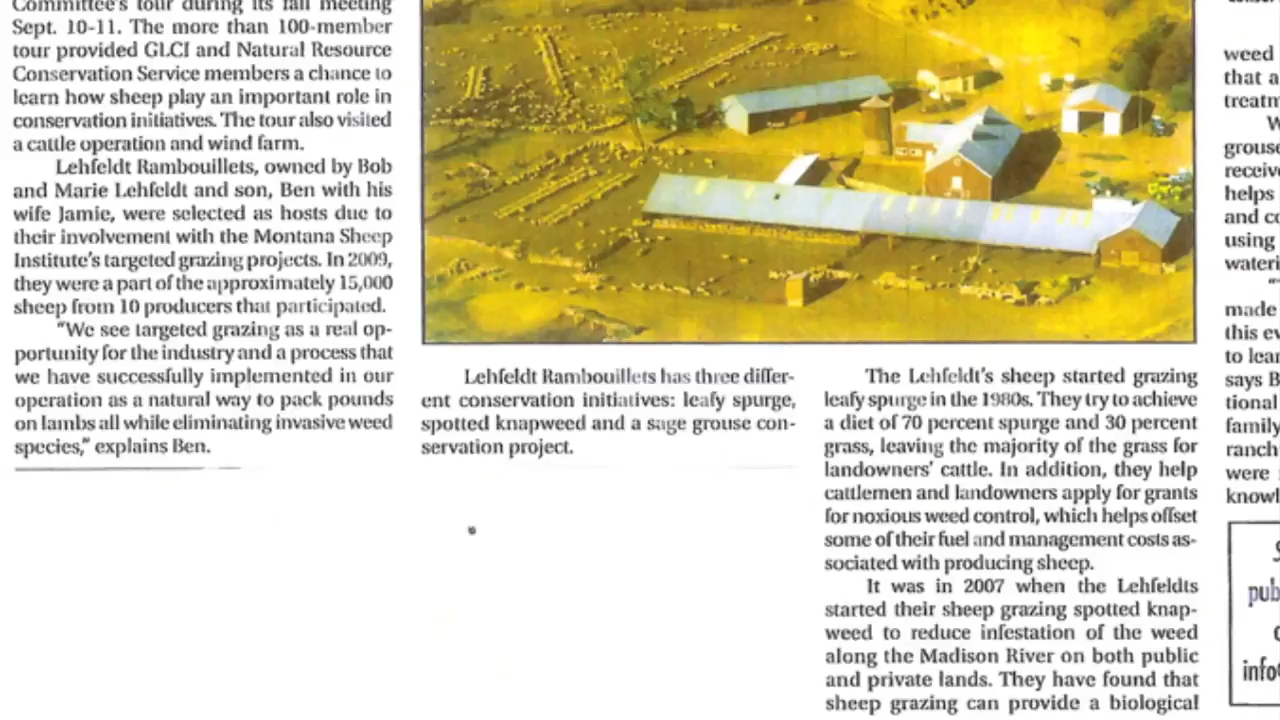 Committee's tour during its fall meeting
Sept. 10-11. The more than 100-member
tour provided GLCI and Natural Resource
Conservation Service members a chance to
learn how sheep play an important role in
conservation initiatives. The tour also visited
a cattle operation and wind farm.
Lehfeldt Rambouillets, owned by Bob
and Marie Lehfeldt and son, Ben with his
wife Jamie, were selected as hosts due to
their involvement with the Montana Sheep
Institute's targeted grazing projects. In 2009,
they were a part of the approximately 15,000
sheep from 10 producers that participated.
"We see targeted grazing as a real op-
portunity for the industry and a process that
we have successfully implemented in our
operation as a natural way to pack pounds
on lambs all while eliminating invasive weed
species," explains Ben.
Lehfeldt Rambouillets has three differ-
ent conservation initiatives: leafy spurge,
spotted knapweed and a sage grouse con-
servation project.
The Lehfeldt's sheep started grazing
leafy spurge in the 1980s. They try to achieve
a diet of 70 percent spurge and 30 percent
grass, leaving the majority of the grass for
landowners' cattle. In addition, they help
cattlemen and landowners apply for grants
for noxious weed control, which helps offset
some of their fuel and management costs as-
sociated with producing sheep.
It was in 2007 when the Lehfeldts
started their sheep grazing spotted knap-
weed to reduce infestation of the weed
along the Madison River on both public
and private lands. They have found that
sheep grazing can provide a biological
weed
that a
treatm
W
grouse
receive
helps
and co
using
wateri
"
made
this ev
to lear
says B
tional
family
ranch
were
knowl
pub
info